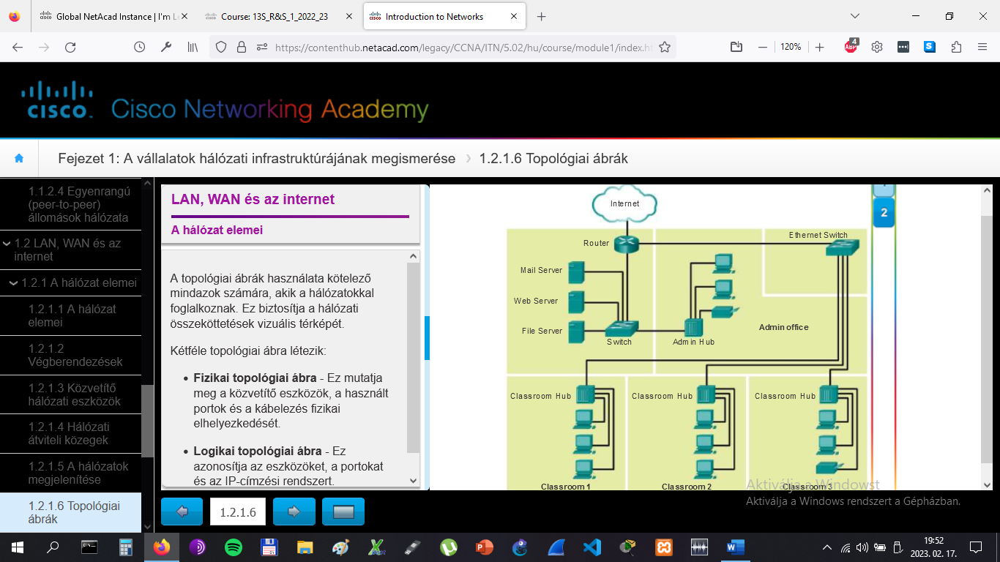 Global NetAcad Instance | I'm Le
Course: 13S_R&S_1_2022_23
Introduction to Networks
https://contenthub.netacad.com/legacy/CCNA/ITN/5.02/hu/course/module1/index.ht
120%
ABP
4
S
CISCO
Cisco Networking Academy
Fejezet 1: A vállalatok hálózati infrastruktúrájának megismerése
1.2.1.6 Topológiai ábrák
1.1.2.4 Egyenrangú
(peer-to-peer)
állomások hálózata
1.2 LAN, WAN és az
internet
1.2.1 A hálózat elemei
1.2.1.1 A hálózat
elemei
1.2.1.2
Végberendezések
1.2.1.3 Közvetítő
hálózati eszközök
1.2.1.4 Hálózati
átviteli közegek
1.2.1.5 A hálózatok
megjelenítése
1.2.1.6 Topológiai
ábrák
LAN, WAN és az internet
A hálózat elemei
A topológiai ábrák használata kötelező
mindazok számára, akik a hálózatokkal
foglalkoznak. Ez biztosítja a hálózati
összeköttetések vizuális térképét.
Kétféle topológiai ábra létezik:
• Fizikai topológiai ábra - Ez mutatja
meg a közvetítő eszközök, a használt
portok és a kábelezés fizikai
elhelyezkedését.
• Logikai topológiai ábra - Ez
azonosítja az eszközöket, a portokat
és az IP-címzési rendszert.
1.2.1.6
2
Internet
Router
Ethernet Switch
Mail Server
Web Server
File Server
Switch
Admin Hub
Admin office
Classroom Hub
Classroom Hub
Classroom Hub
Classroom 1
Classroom 2
Classroom 3
Aktiválja a Windowst
Aktiválja a Windows rendszert a Gépházban.
19:52
2023. 02. 17.